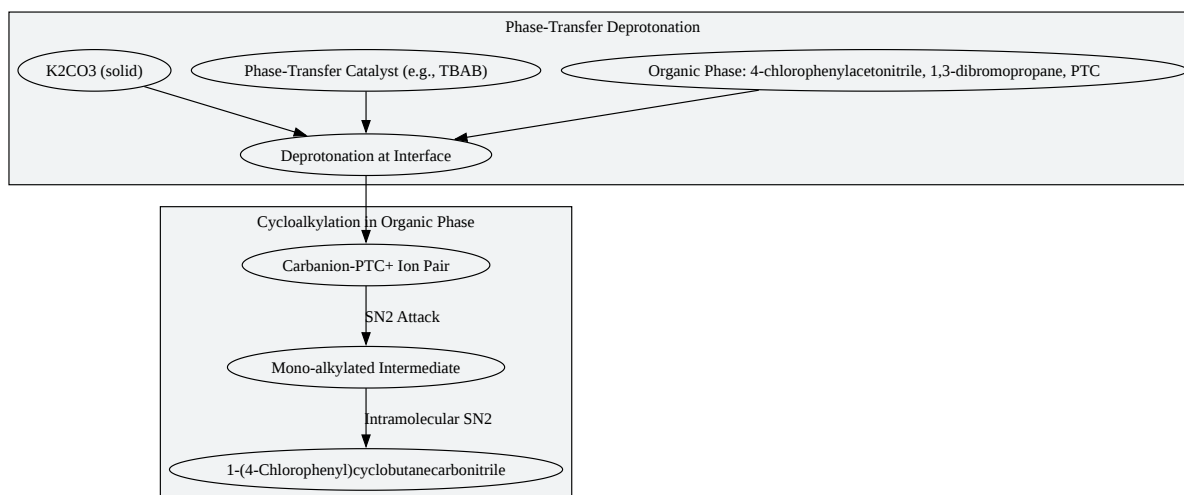 Phase-Transfer Deprotonation
K2CO3 (solid)
Phase-Transfer Catalyst (e.g., TBAB)
Organic Phase: 4-chlorophenylacetonitrile, 1,3-dibromopropane, PTC
Deprotonation at Interface
Cycloalkylation in Organic Phase
Carbanion-PTC+ Ion Pair
SN2 Attack
Mono-alkylated Intermediate
Intramolecular SN2
1-(4-Chlorophenyl)cyclobutanecarbonitrile